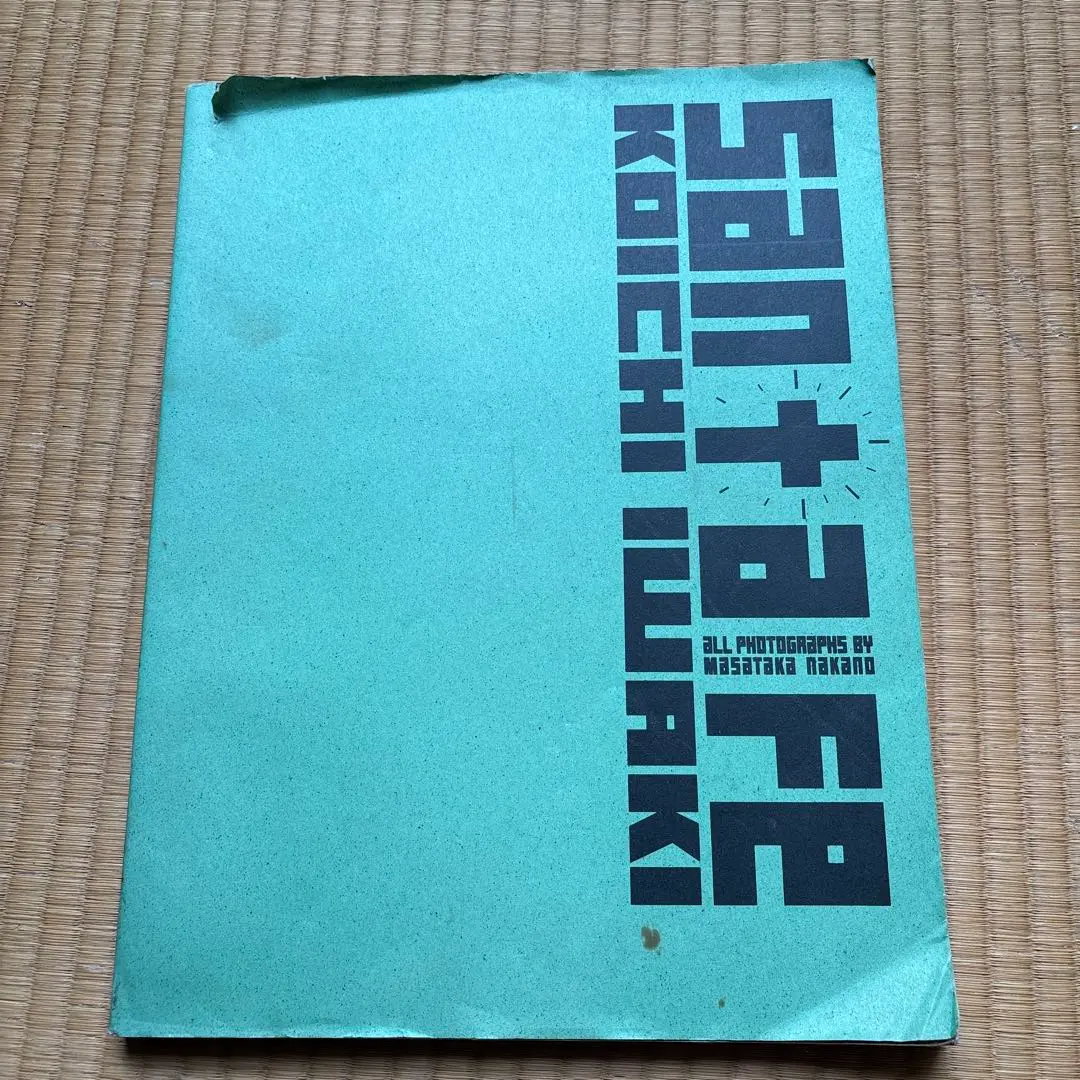 san+a fe
ALL PHOTOGRAPHS BY
MASATAKA NAKANO
KOICHI IWAKI